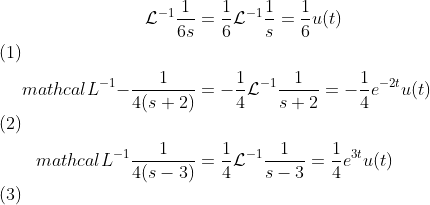 $\mathcal{L}^{-1}\frac{1}{6s} = \frac{1}{6}\mathcal{L}^{-1}\frac{1}{s} = \frac{1}{6}u(t)$
(1)
$mathcalL^{-1} - \frac{1}{4(s+2)} = -\frac{1}{4}\mathcal{L}^{-1}\frac{1}{s+2} = -\frac{1}{4}e^{-2t}u(t)$
(2)
$mathcalL^{-1}\frac{1}{4(s-3)} = \frac{1}{4}\mathcal{L}^{-1}\frac{1}{s-3} = \frac{1}{4}e^{3t}u(t)$
(3)